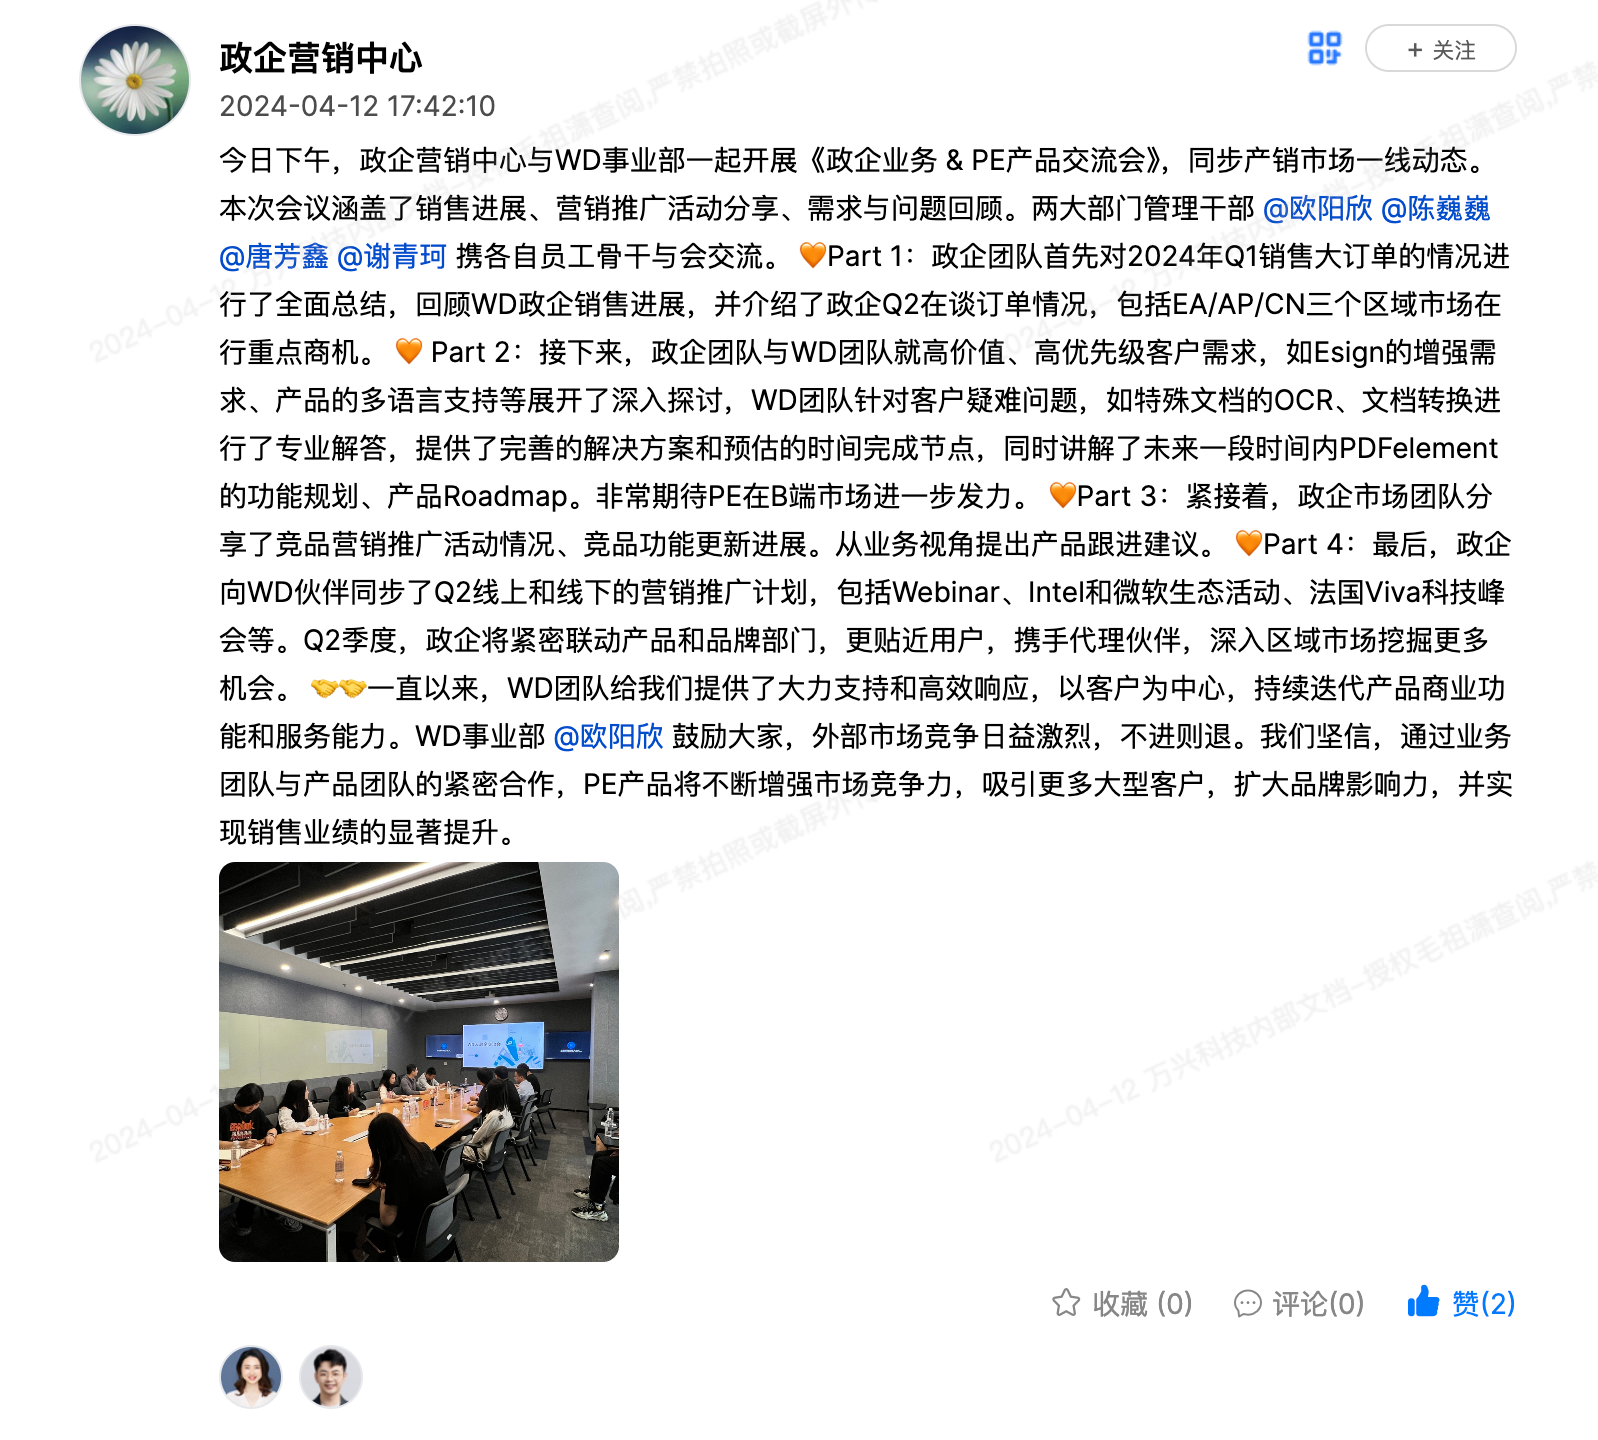 政企营销中心
+ 关注
2024-04-12 17:42:10
今日下午，政企营销中心与WD事业部一起开展《政企业务 & PE产品交流会》，同步产销市场一线动态。
本次会议涵盖了销售进展、营销推广活动分享、需求与问题回顾。两大部门管理干部 @欧阳欣 @陈巍巍
@唐芳鑫 @谢青珂 携各自员工骨干与会交流。 🧡Part 1：政企团队首先对2024年Q1销售大订单的情况进
行了全面总结，回顾WD政企销售进展，并介绍了政企Q2在谈订单情况，包括EA/AP/CN三个区域市场在
行重点商机。 🧡 Part 2：接下来，政企团队与WD团队就高价值、高优先级客户需求，如Esign的增强需
求、产品的多语言支持等展开了深入探讨，WD团队针对客户疑难问题，如特殊文档的OCR、文档转换进
行了专业解答，提供了完善的解决方案和预估的时间完成节点，同时讲解了未来一段时间内PDFelement
的功能规划、产品Roadmap。非常期待PE在B端市场进一步发力。 🧡Part 3：紧接着，政企市场团队分
享了竞品营销推广活动情况、竞品功能更新进展。从业务视角提出产品跟进建议。 🧡Part 4：最后，政企
向WD伙伴同步了Q2线上和线下的营销推广计划，包括Webinar、Intel和微软生态活动、法国Viva科技峰
会等。Q2季度，政企将紧密联动产品和品牌部门，更贴近用户，携手代理伙伴，深入区域市场挖掘更多
机会。 🤝🤝一直以来，WD团队给我们提供了大力支持和高效响应，以客户为中心，持续迭代产品商业功
能和服务能力。WD事业部 @欧阳欣 鼓励大家，外部市场竞争日益激烈，不进则退。我们坚信，通过业务
团队与产品团队的紧密合作，PE产品将不断增强市场竞争力，吸引更多大型客户，扩大品牌影响力，并实
现销售业绩的显著提升。
收藏 (0) 评论(0) 赞(2)
2024-04-12 万兴科技内部文档-授权毛祖潇查阅,严禁拍照或截屏外